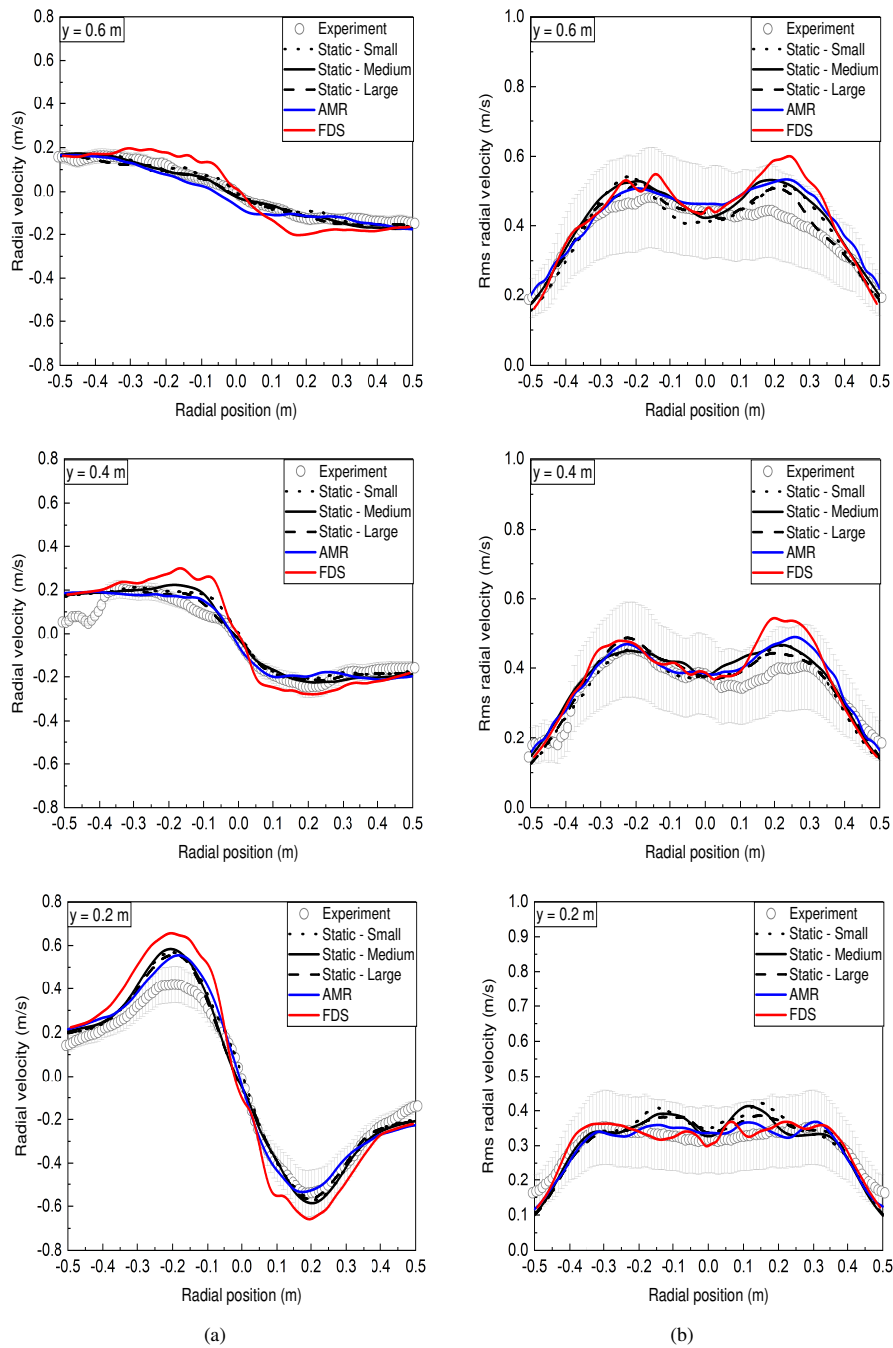 y = 0.6 m
Experiment
Static - Small
Static - Medium
Static - Large
AMR
FDS
Radial velocity (m/s)
0.8
0.6
0.4
0.2
0.0
-0.2
-0.4
-0.6
-0.8
-0.5 -0.4 -0.3 -0.2 -0.1 0.0 0.1 0.2 0.3 0.4 0.5
Radial position (m)
y = 0.6 m
Experiment
Static - Small
Static - Medium
Static - Large
AMR
FDS
Rms radial velocity (m/s)
1.0
0.8
0.6
0.4
0.2
0.0
-0.5 -0.4 -0.3 -0.2 -0.1 0.0 0.1 0.2 0.3 0.4 0.5
Radial position (m)
y = 0.4 m
Experiment
Static - Small
Static - Medium
Static - Large
AMR
FDS
Radial velocity (m/s)
0.8
0.6
0.4
0.2
0.0
-0.2
-0.4
-0.6
-0.8
-0.5 -0.4 -0.3 -0.2 -0.1 0.0 0.1 0.2 0.3 0.4 0.5
Radial position (m)
y = 0.4 m
Experiment
Static - Small
Static - Medium
Static - Large
AMR
FDS
Rms radial velocity (m/s)
1.0
0.8
0.6
0.4
0.2
0.0
-0.5 -0.4 -0.3 -0.2 -0.1 0.0 0.1 0.2 0.3 0.4 0.5
Radial position (m)
y = 0.2 m
Experiment
Static - Small
Static - Medium
Static - Large
AMR
FDS
Radial velocity (m/s)
0.8
0.6
0.4
0.2
0.0
-0.2
-0.4
-0.6
-0.8
-0.5 -0.4 -0.3 -0.2 -0.1 0.0 0.1 0.2 0.3 0.4 0.5
Radial position (m)
y = 0.2 m
Experiment
Static - Small
Static - Medium
Static - Large
AMR
FDS
Rms radial velocity (m/s)
1.0
0.9
0.8
0.7
0.6
0.5
0.4
0.3
0.2
0.1
0.0
-0.5 -0.4 -0.3 -0.2 -0.1 0.0 0.1 0.2 0.3 0.4 0.5
Radial position (m)
(a)
(b)